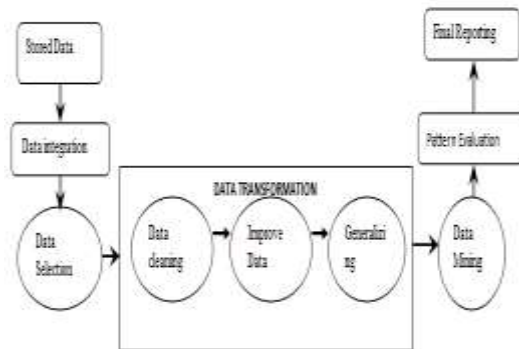 Stored Data
Data integration
Data
Selection
DATA TRANSFORMATION
Data
cleaning
Improve
Data
Generalizi
ng
Data
Mining
Pattern Evaluation
Final Reporting